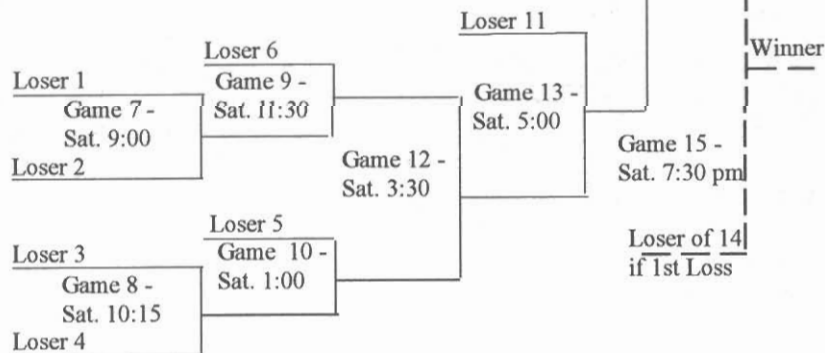 Loser 11
Winner
Loser 6
Loser 1
Game 9 -
Sat. 11:30
Game 7 -
Sat. 9:00
Game 13 -
Sat. 5:00
Loser 2
Game 12 -
Sat. 3:30
Game 15 -
Sat. 7:30 pm
Loser 5
Loser 3
Game 10 -
Sat. 1:00
Loser of 14
if 1st Loss
Game 8 -
Sat. 10:15
Loser 4